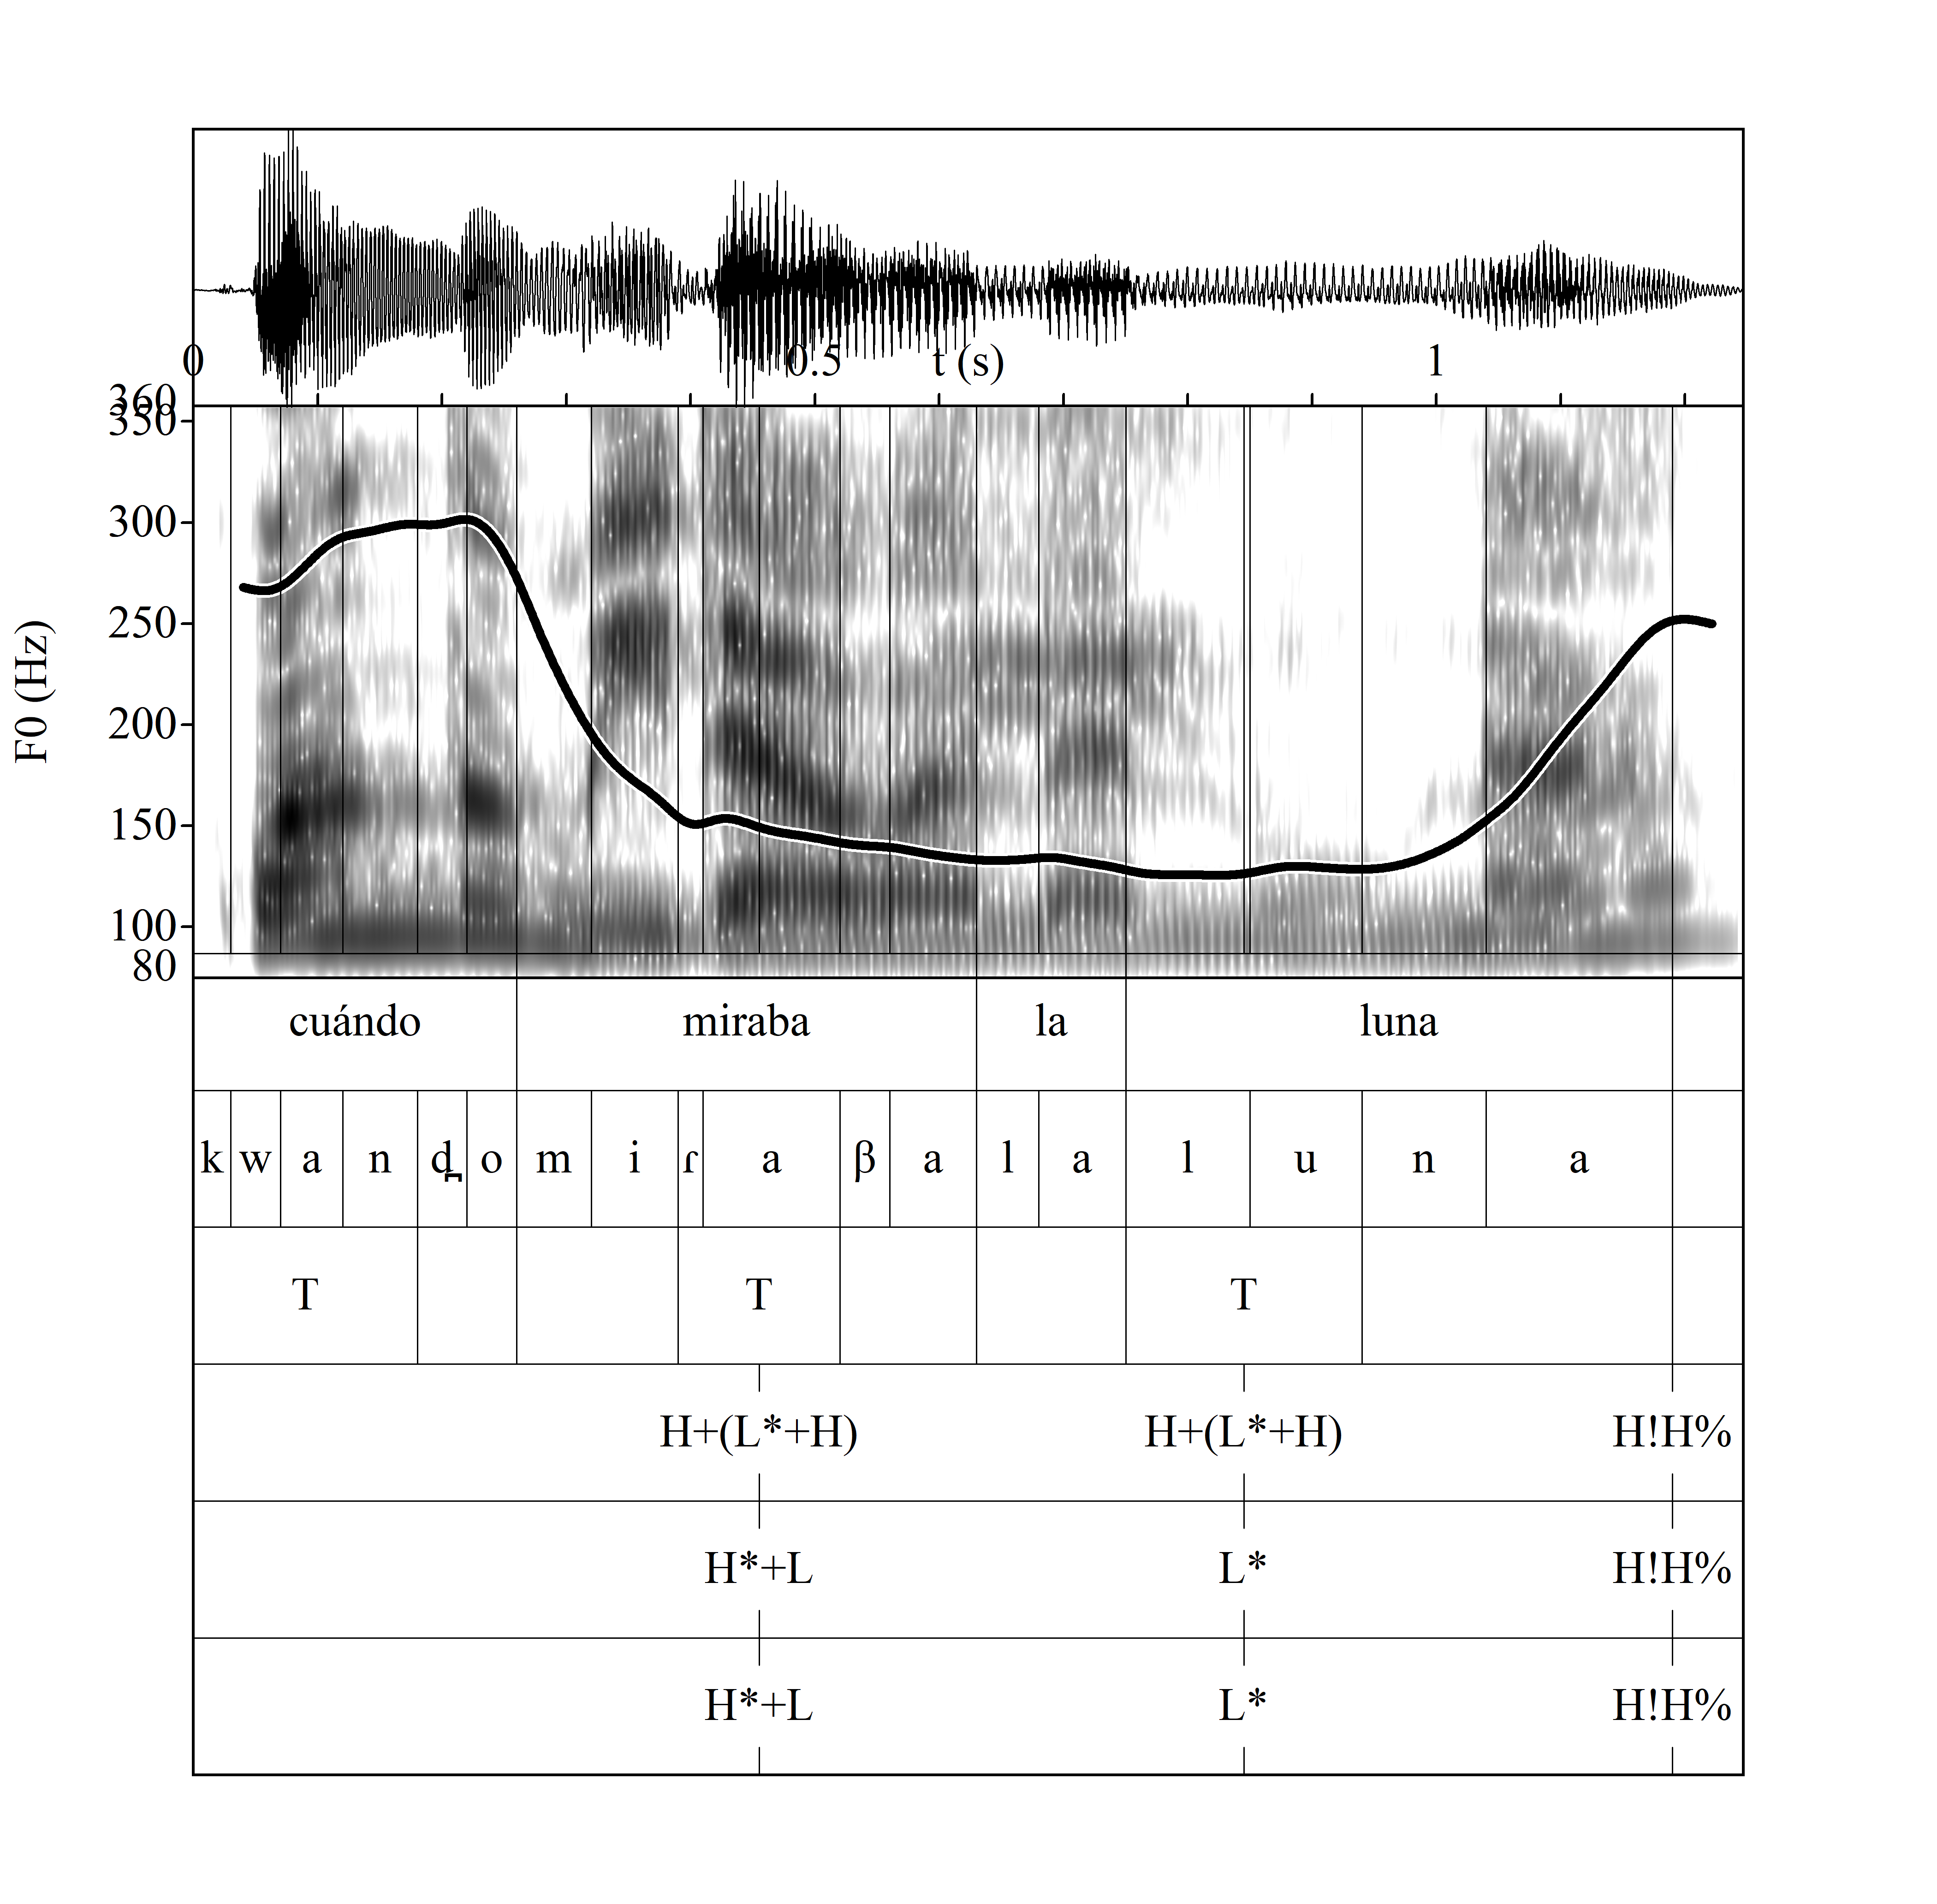 0 0.5 t (s) 1
360
350
300
250
200
150
100
80
F0 (Hz)
cuándo miraba la luna
k w a n d̪ o m i ɾ a β a l a l u n a
T T T
H+(L*+H) H+(L*+H) H!H%
H*+L L* H!H%
H*+L L* H!H%